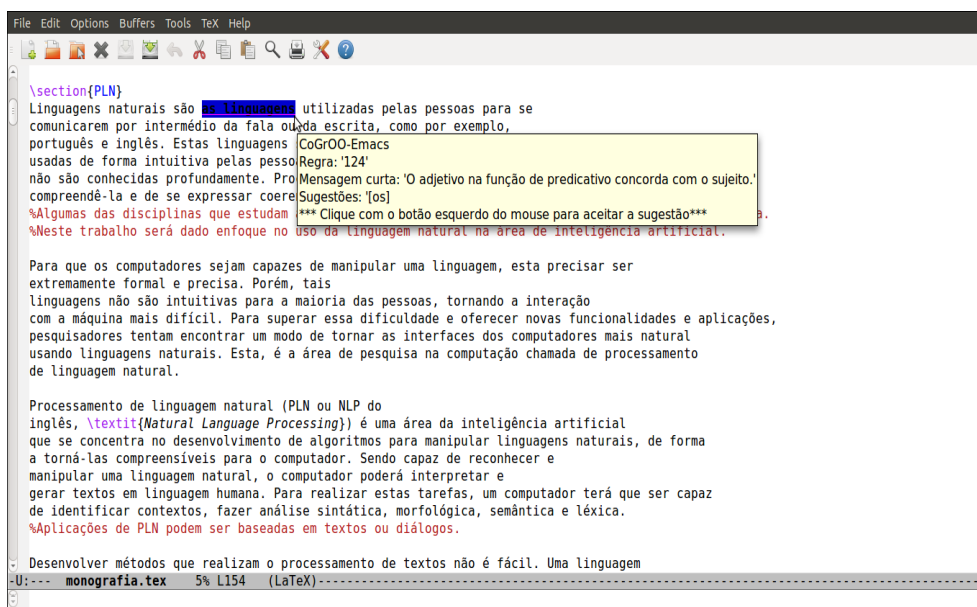 File Edit Options Buffers Tools TeX Help
\section{PLN}
Linguagens naturais são as linguagens utilizadas pelas pessoas para se
comunicarem por intermédio da fala ou da escrita, como por exemplo,
português e inglês. Estas linguagens
usadas de forma intuitiva pelas
não são conhecidas profundamente.
compreendê-la e de se expressar
%Algumas das disciplinas que estudam
%Neste trabalho será dado enfoque no uso da linguagem natural na área de inteligência artificial.
CoGrOO-Emacs
Regra: '124'
Mensagem curta: 'O adjetivo na função de predicativo concorda com o sujeito.'
Sugestões: '[os]
*** Clique com o botão esquerdo do mouse para aceitar a sugestão***
Para que os computadores sejam capazes de manipular uma linguagem, esta precisar ser
extremamente formal e precisa. Porém, tais
linguagens não são intuitivas para a maioria das pessoas, tornando a interação
com a máquina mais difícil. Para superar essa dificuldade e oferecer novas funcionalidades e aplicações,
pesquisadores tentam encontrar um modo de tornar as interfaces dos computadores mais natural
usando linguagens naturais. Esta, é a área de pesquisa na computação chamada de processamento
de linguagem natural.
Processamento de linguagem natural (PLN ou NLP do
inglês, \textit{Natural Language Processing}) é uma área da inteligência artificial
que se concentra no desenvolvimento de algoritmos para manipular linguagens naturais, de forma
a torná-las compreensíveis para o computador. Sendo capaz de reconhecer e
manipular uma linguagem natural, o computador poderá interpretar e
gerar textos em linguagem humana. Para realizar estas tarefas, um computador terá que ser capaz
de identificar contextos, fazer análise sintática, morfológica, semântica e léxica.
%Aplicações de PLN podem ser baseadas em textos ou diálogos.
Desenvolver métodos que realizam o processamento de textos não é fácil. Uma linguagem
-U:--- monografia.tex 5% L154 (LaTeX)---